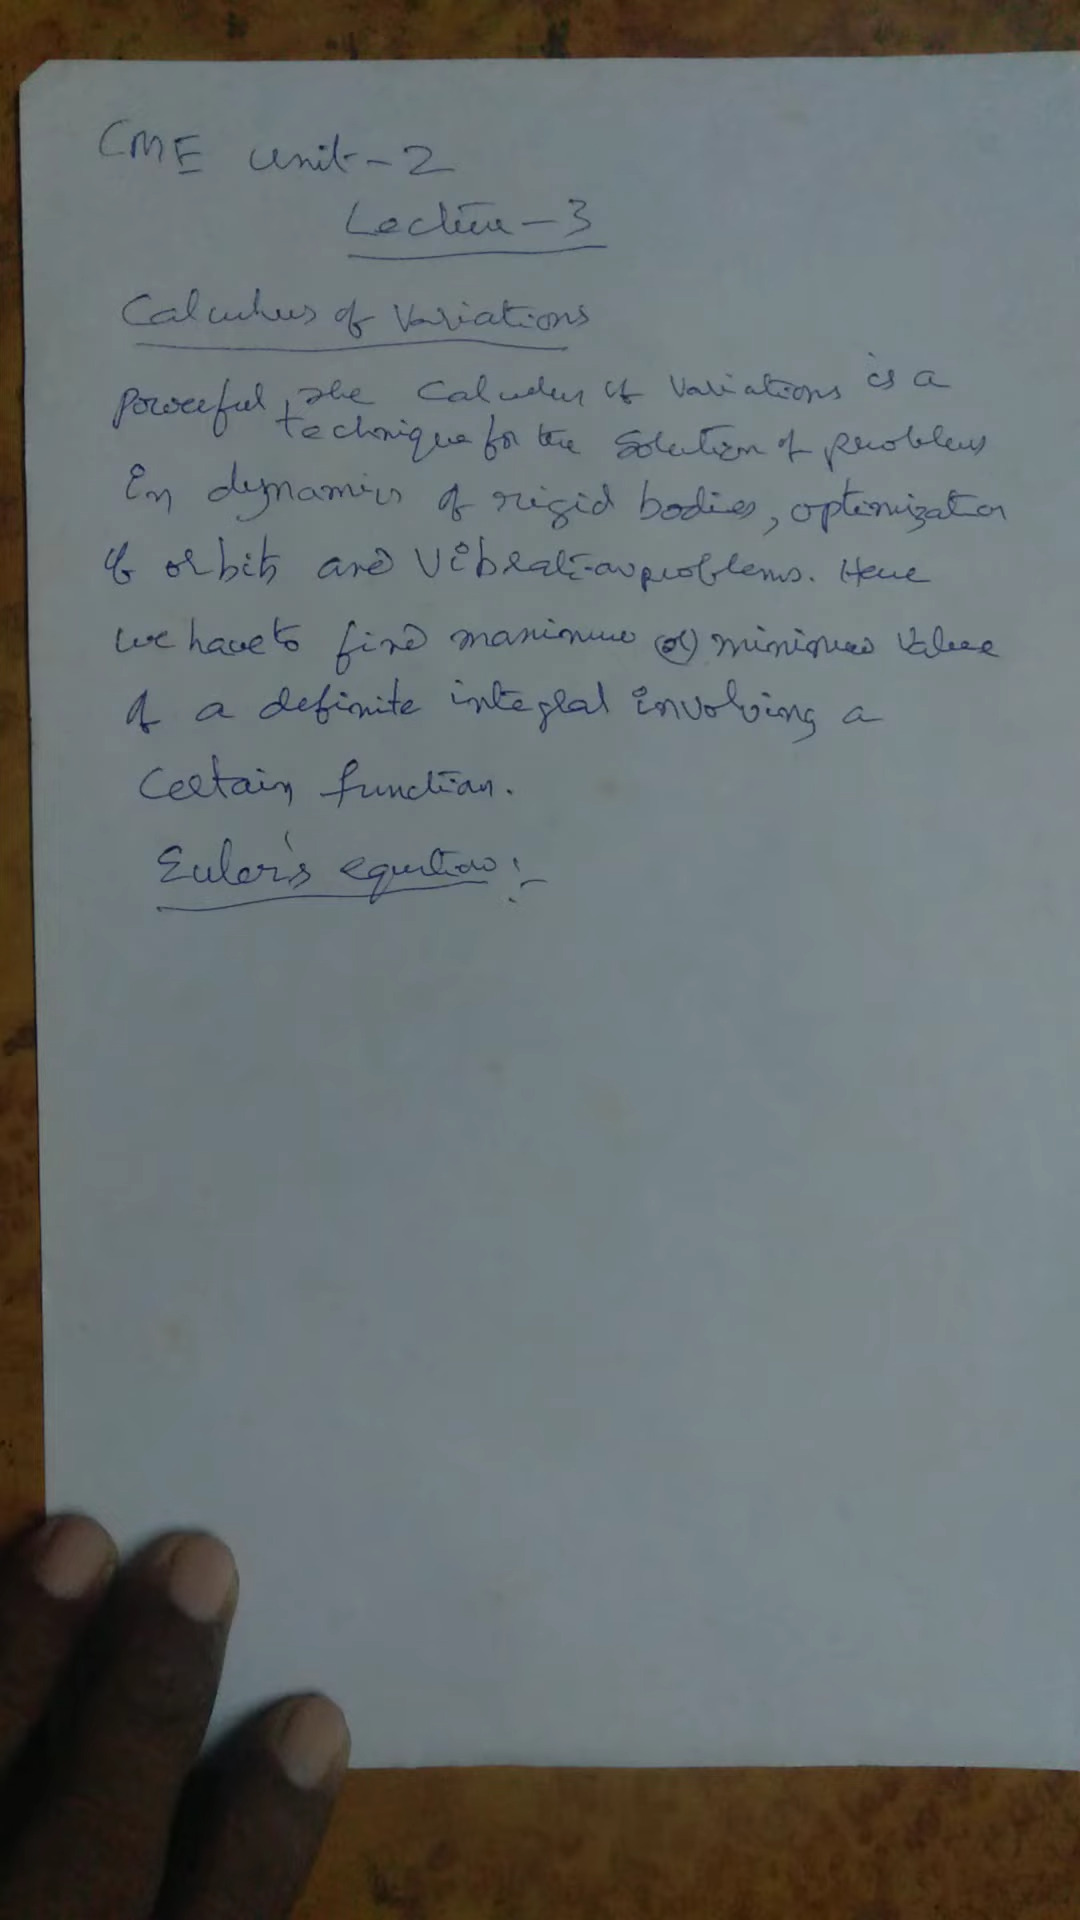 CME Unit-2
Lecture-3
Calculus of Variations
The Calculus of Variations is a
powerful technique for the Solution of problems
in dynamics of rigid bodies, optimization
of orbits and Vibration problems. Here
we have to find maximum (or) minimum Value
of a definite integral involving a
Certain function.
Euler's equation:-